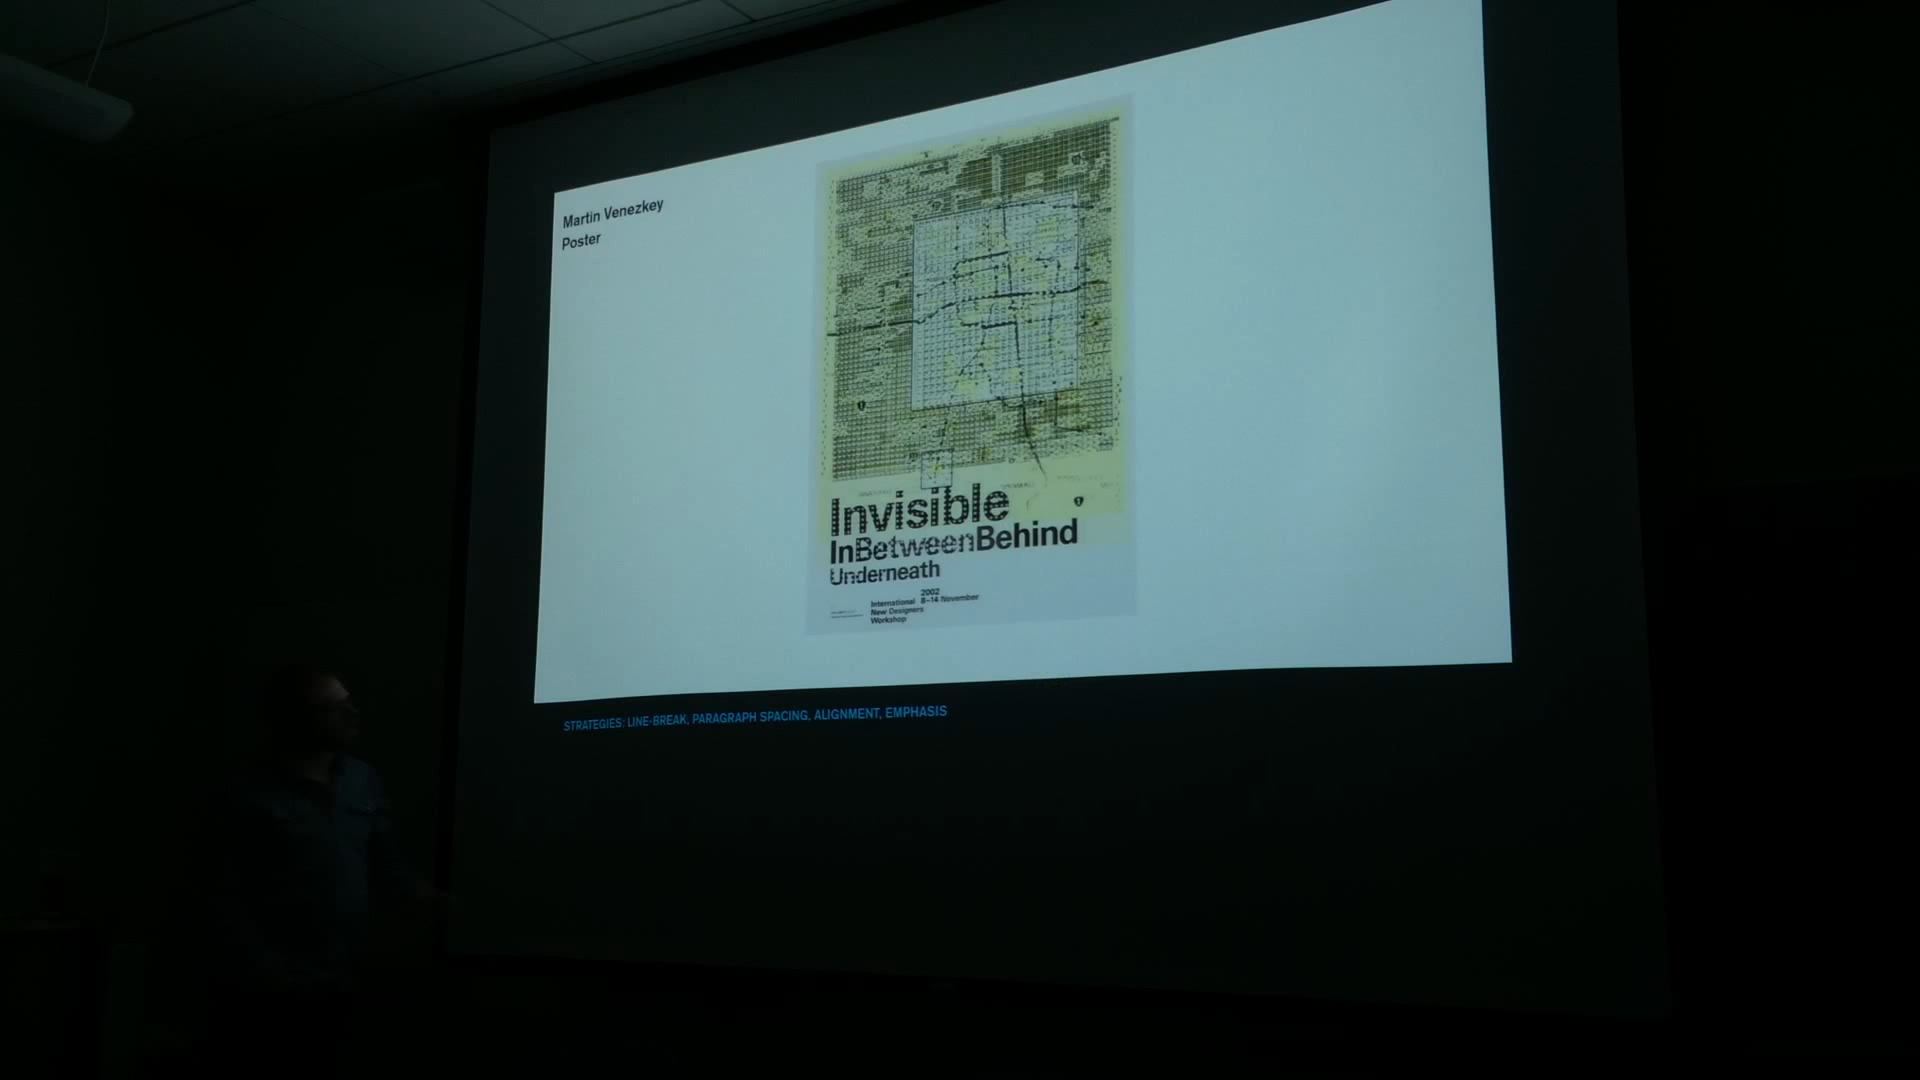 Martin Venezkey
Poster
Invisible
InBetweenBehind
Underneath
2002
8–14 November
International
New Designers
Workshop
STRATEGIES: LINE-BREAK, PARAGRAPH SPACING, ALIGNMENT, EMPHASIS